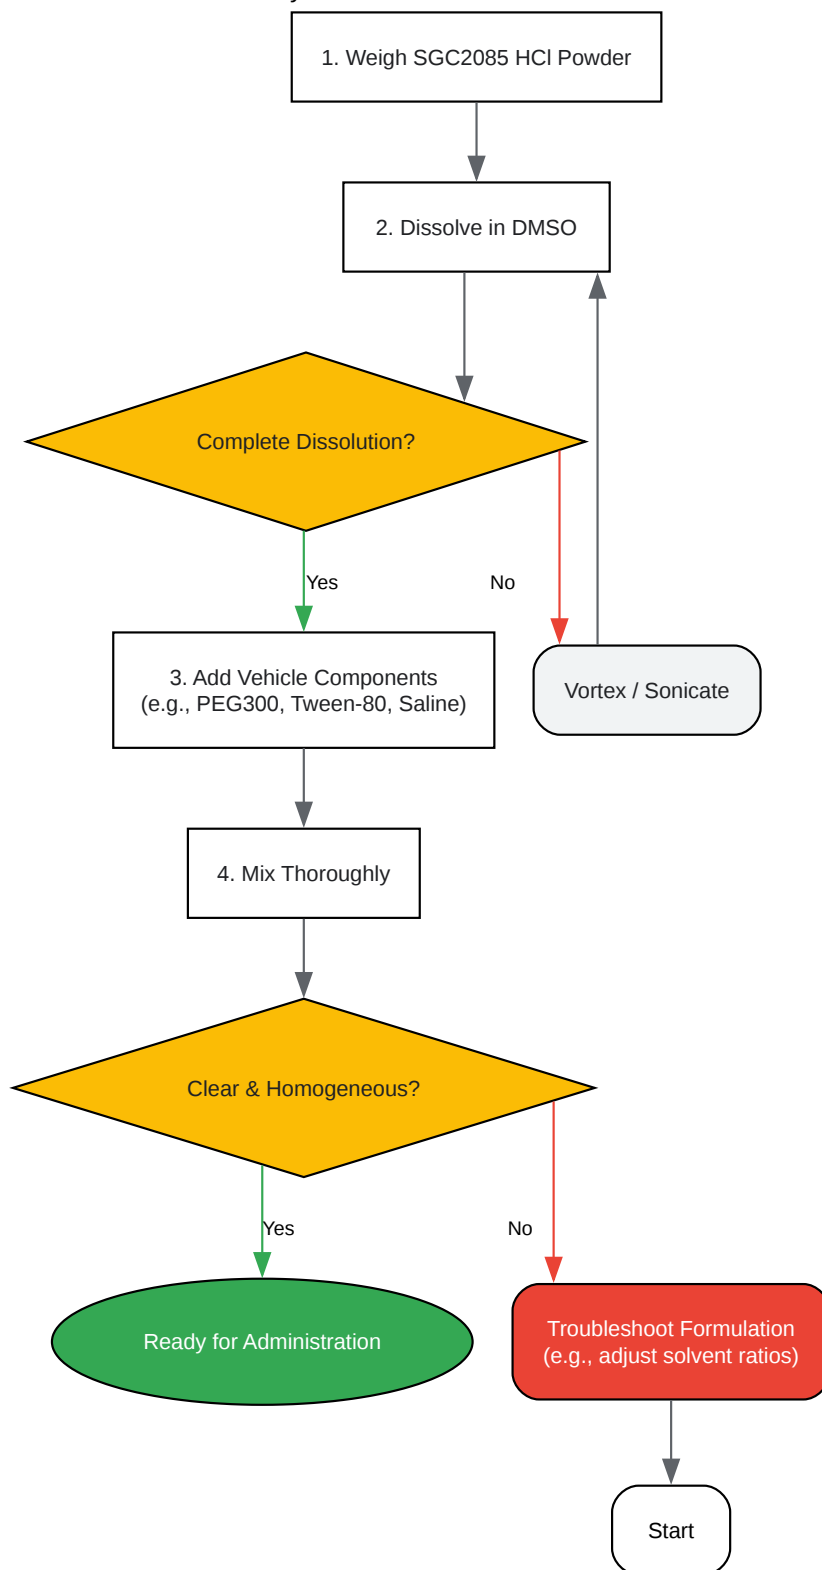 1. Weigh SGC2085 HCl Powder
2. Dissolve in DMSO
Complete Dissolution?
Yes
No
3. Add Vehicle Components
(e.g., PEG300, Tween-80, Saline)
Vortex / Sonicate
4. Mix Thoroughly
Clear & Homogeneous?
Yes
No
Ready for Administration
Troubleshoot Formulation
(e.g., adjust solvent ratios)
Start